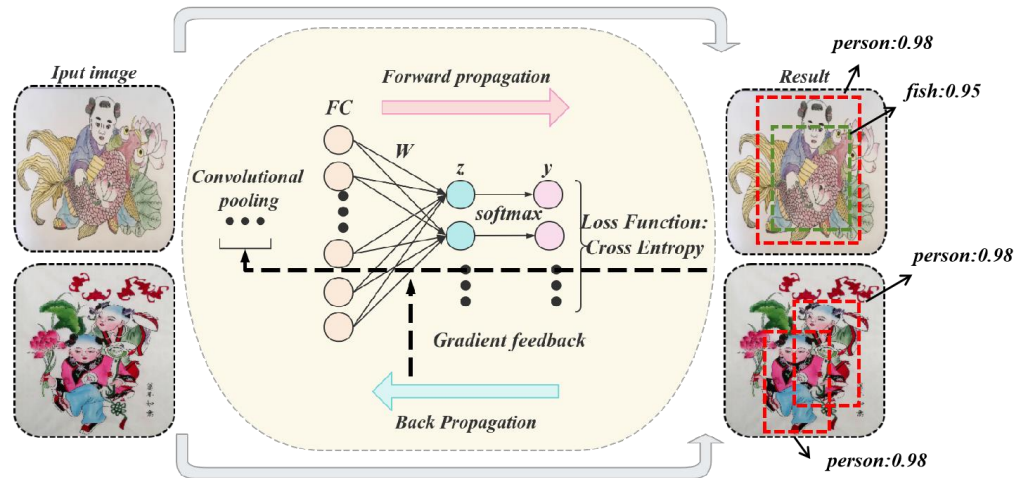 Iput image
Forward propagation
FC
W
Convolutional
pooling
z
y
softmax
Loss Function:
Cross Entropy
Gradient feedback
Back Propagation
Result
person:0.98
fish:0.95
person:0.98
person:0.98